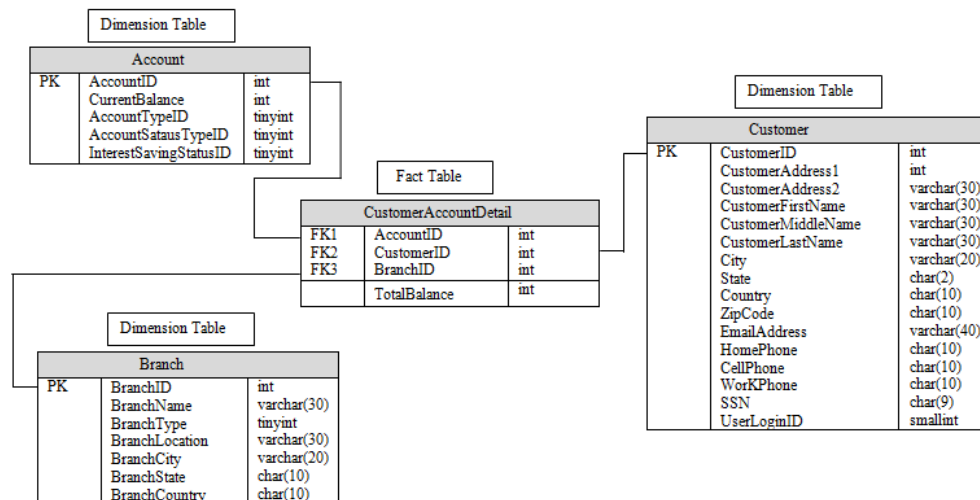 Dimension Table
Account
PK AccountID int
CurrentBalance int
AccountTypeID tinyint
AccountSatausTypeID tinyint
InterestSavingStatusID tinyint
Dimension Table
Customer
PK CustomerID int
CustomerAddress1 int
CustomerAddress2 varchar(30)
CustomerFirstName varchar(30)
CustomerMiddleName varchar(30)
CustomerLastName varchar(30)
City varchar(20)
State char(2)
Country char(10)
ZipCode char(10)
EmailAddress varchar(40)
HomePhone char(10)
CellPhone char(10)
WorKPhone char(10)
SSN char(9)
UserLoginID smallint
Fact Table
CustomerAccountDetail
FK1 AccountID int
FK2 CustomerID int
FK3 BranchID int
TotalBalance int
Dimension Table
Branch
PK BranchID int
BranchName varchar(30)
BranchType tinyint
BranchLocation varchar(30)
BranchCity varchar(20)
BranchState char(10)
BranchCountry char(10)